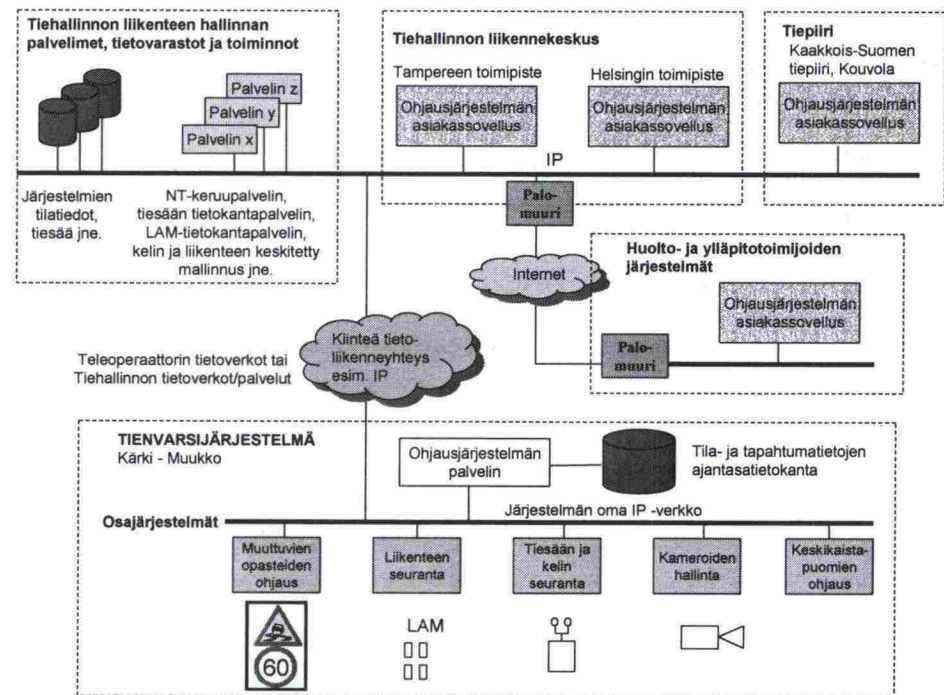 Tiehallinnon liikenteen hallinnan
palvelimet, tietovarastot ja toiminnot
Palvelin z
Palvelin y
Palvelin x
Järjestelmien
tilatiedot,
tiesää jne.
NT-keruupalvelin,
tiesään tietokantapalvelin,
LAM-tietokantapalvelin,
kelin ja liikenteen keskitetty
mallinnus jne.
Tiehallinnon liikennekeskus
Tampereen toimipiste
Ohjausjärjestelmän
asiakassovellus
Helsingin toimipiste
Ohjausjärjestelmän
asiakassovellus
IP
Tiepiiri
Kaakkois-Suomen
tiepiiri, Kouvola
Ohjausjärjestelmän
asiakassovellus
Palo-
muuri
Internet
Huolto- ja ylläpitotoimijoiden
järjestelmät
Ohjausjärjestelmän
asiakassovellus
Palo-
muuri
Teleoperaattorin tietoverkot tai
Tiehallinnon tietoverkot/palvelut
Kiinteä tieto-
liikenneyhteys
esim. IP
TIENVARSIJÄRJESTELMÄ
Kärki - Muukko
Ohjausjärjestelmän
palvelin
Tila- ja tapahtumatietojen
ajantasatietokanta
Järjestelmän oma IP -verkko
Osajärjestelmät
Muuttuvien
opasteiden
ohjaus
Liikenteen
seuranta
Tiesään ja
kelin
seuranta
Kameroiden
hallinta
Keskikaista-
puomien
ohjaus
60
LAM